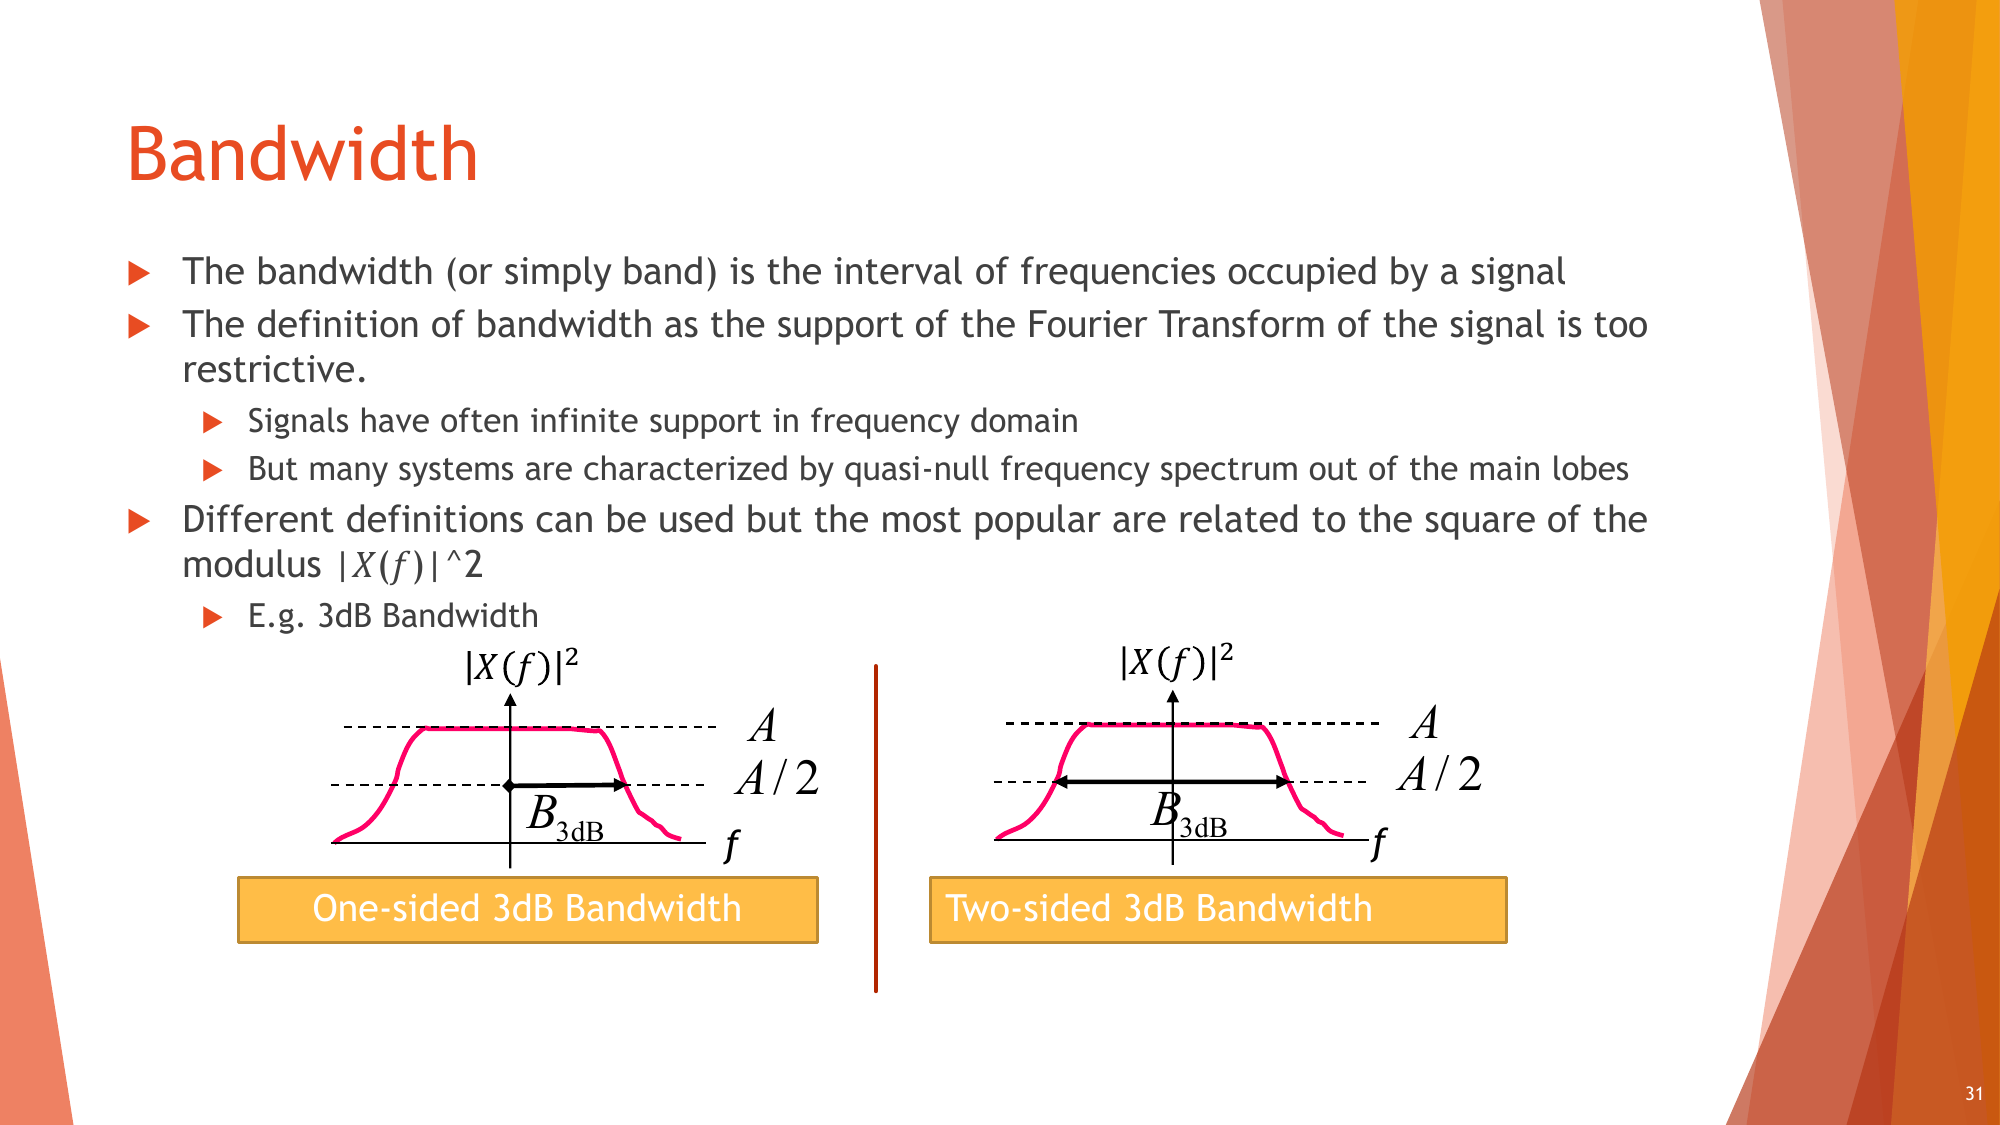 Bandwidth
The bandwidth (or simply band) is the interval of frequencies occupied by a signal
The definition of bandwidth as the support of the Fourier Transform of the signal is too
restrictive.
Signals have often infinite support in frequency domain
But many systems are characterized by quasi-null frequency spectrum out of the main lobes
Different definitions can be used but the most popular are related to the square of the
modulus |𝑋(𝑓)|^2
E.g. 3dB Bandwidth
|𝑋(𝑓)|²
A
A/2
B3dB
f
One-sided 3dB Bandwidth
|𝑋(𝑓)|²
A
A/2
B3dB
f
Two-sided 3dB Bandwidth
31